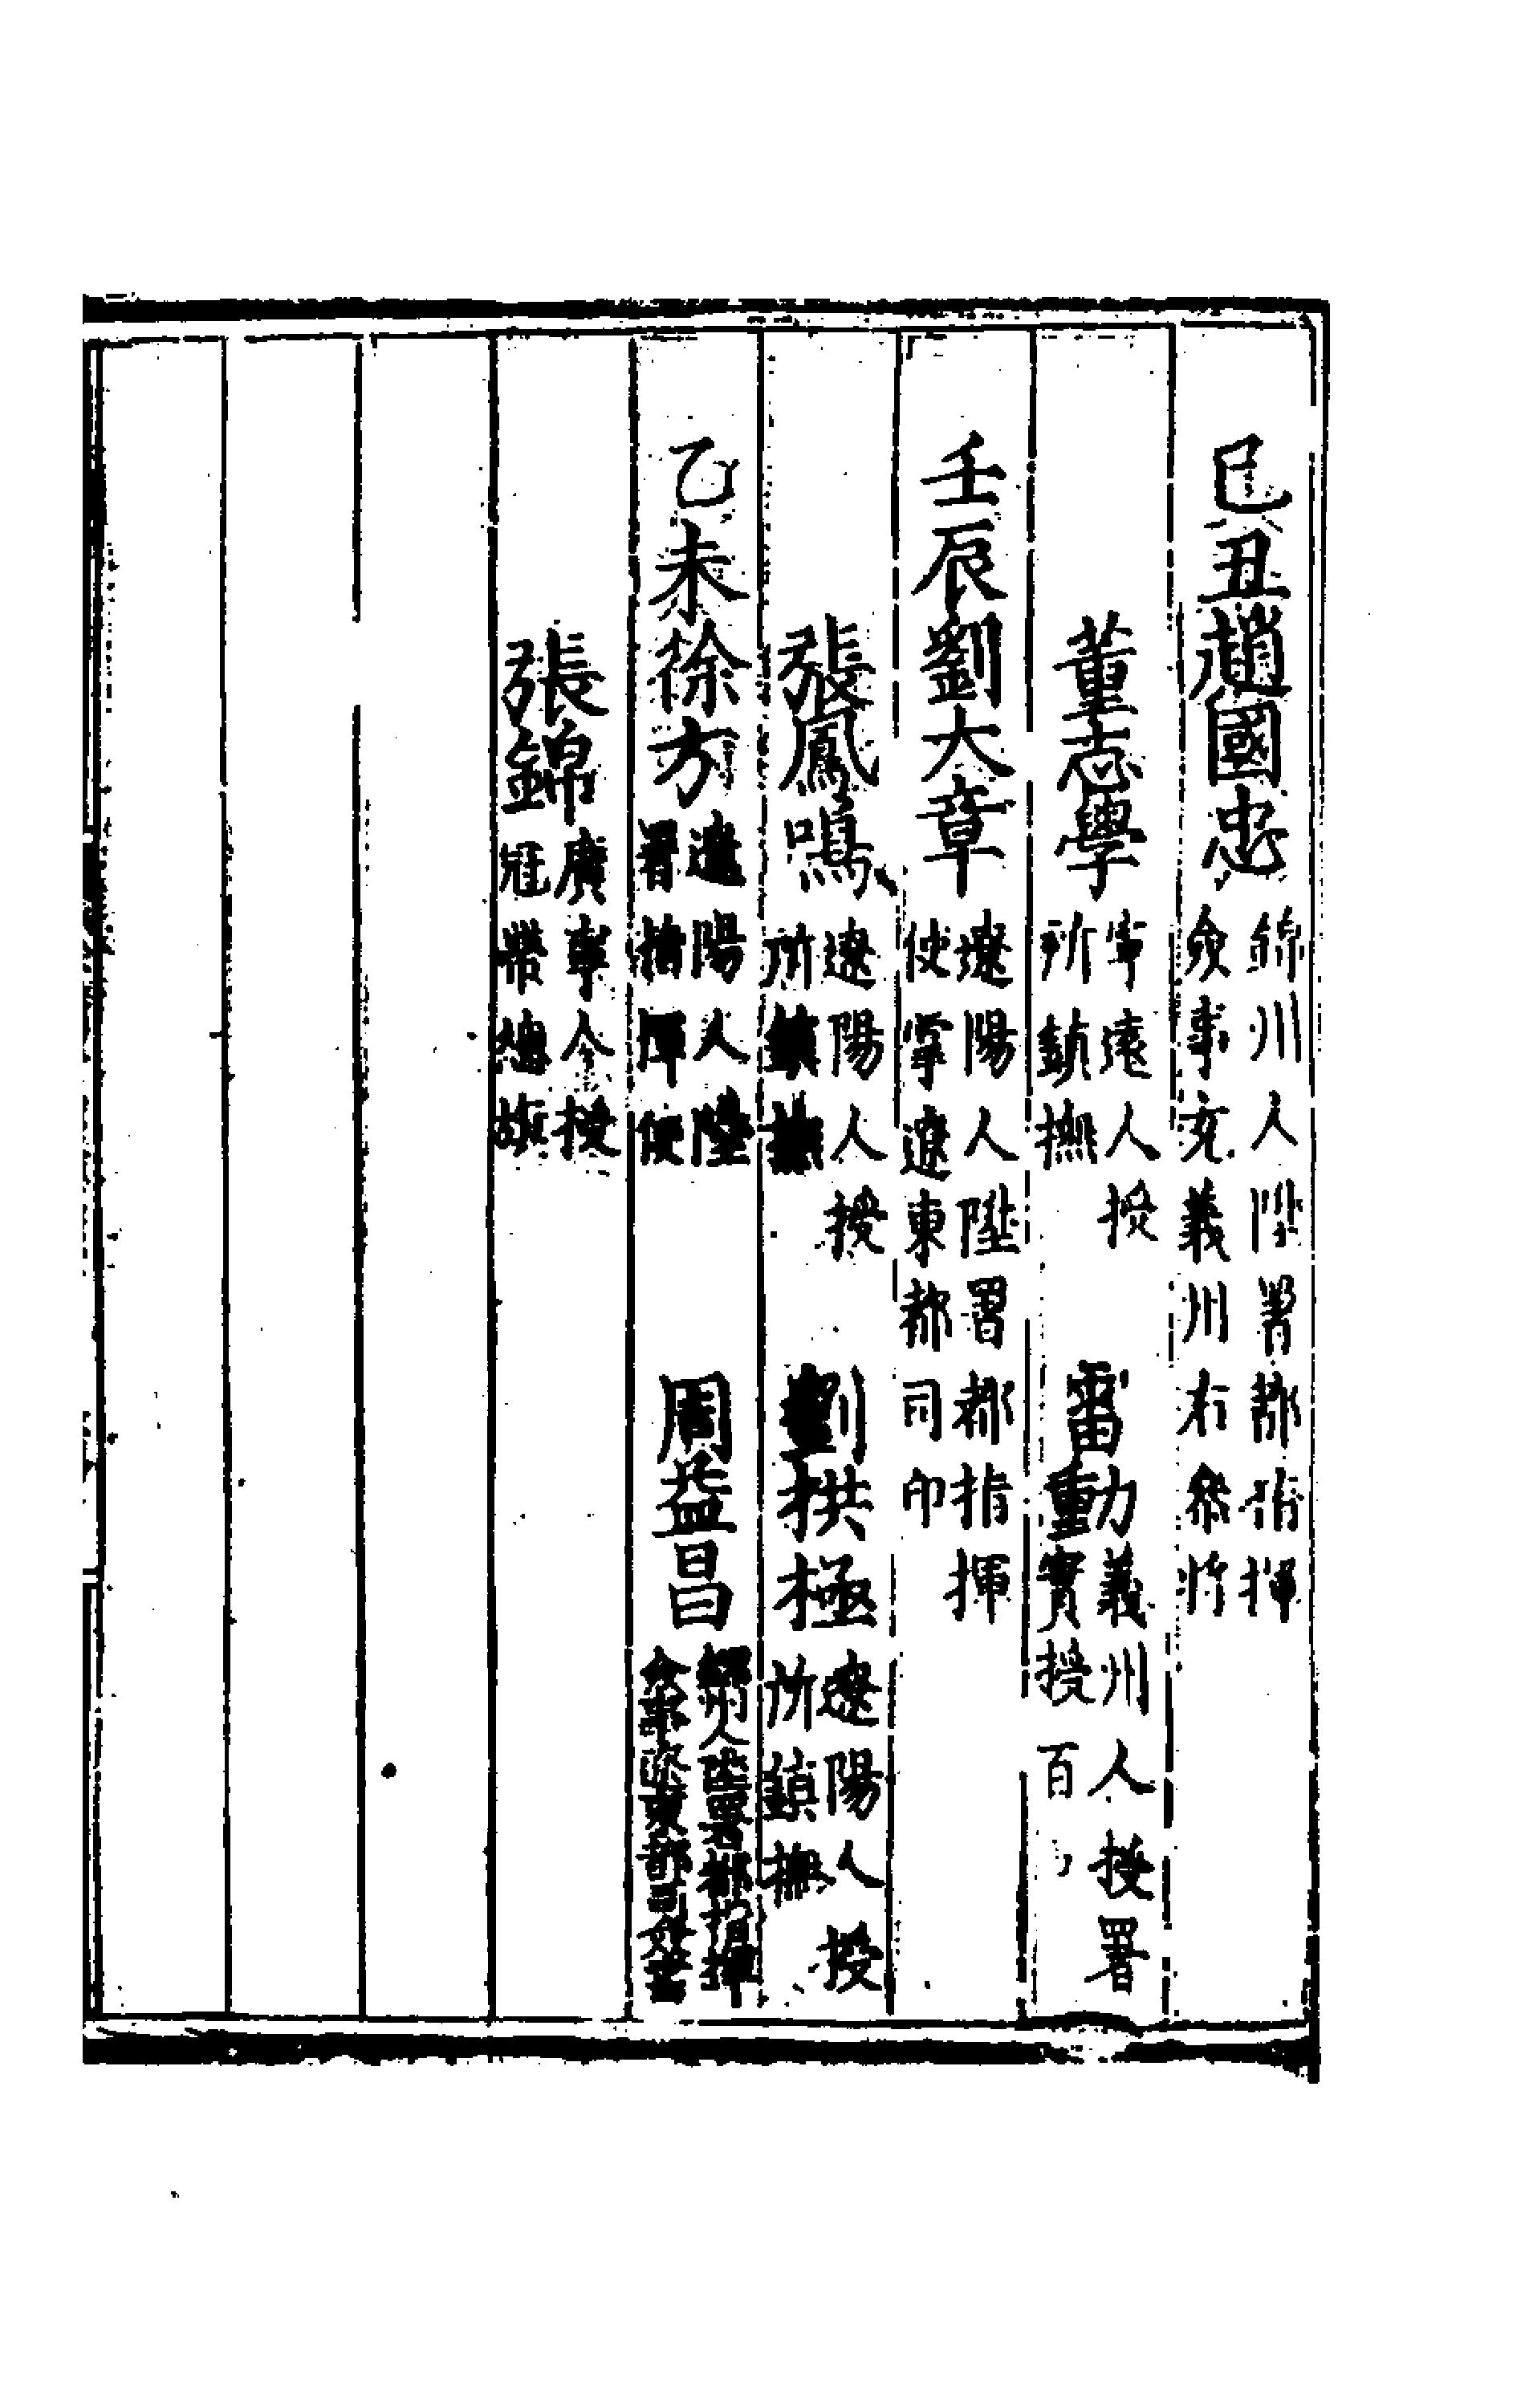 己丑趙國忠錦州人陞署都指揮僉事充義州右參將
董志學寧遠人授所鎮撫 雷動義州人授署實授百
壬辰劉大章遼陽人陞署都指揮使掌遼東都司印
張鳳鳴遼陽人授所鎮撫 劉拱極遼陽人授所鎮撫
乙未徐方遼陽人陞署指揮使 周益昌錦州人陞署都指揮僉事遼東都司僉書
張錦廣寧人授冠帶總旗